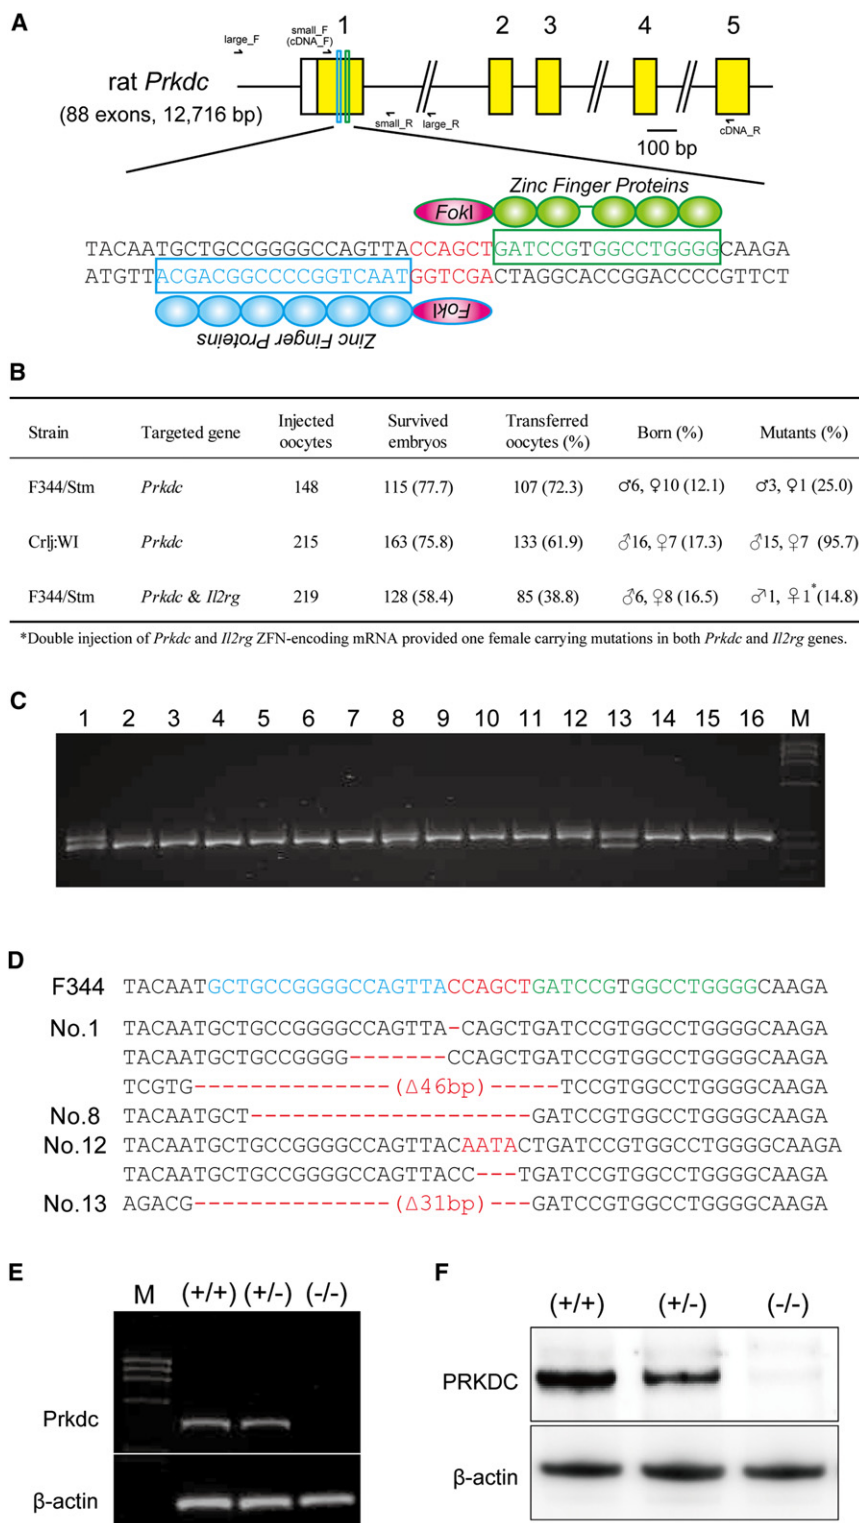 A
1 2 3 4 5
large_F
small_F
(cDNA_F)
rat Prkdc
(88 exons, 12,716 bp)
small_R
large_R
cDNA_R
100 bp
Zinc Finger Proteins
FokI
TACAATGCTGCCGGGGCCAGTTACCAGCTGATCCGTGGCCTGGGGCAAGA
ATGTTACGACGGCCCCGGTCAATGGTCGACTAGGCACCGGACCCCGTTCT
FokI
Zinc Finger Proteins
B
Strain Targeted gene Injected oocytes Survived embryos Transferred oocytes (%) Born (%) Mutants (%)
F344/Stm Prkdc 148 115 (77.7) 107 (72.3) ♂6, ♀10 (12.1) ♂3, ♀1 (25.0)
Crlj:WI Prkdc 215 163 (75.8) 133 (61.9) ♂16, ♀7 (17.3) ♂15, ♀7 (95.7)
F344/Stm Prkdc & Il2rg 219 128 (58.4) 85 (38.8) ♂6, ♀8 (16.5) ♂1, ♀1* (14.8)
*Double injection of Prkdc and Il2rg ZFN-encoding mRNA provided one female carrying mutations in both Prkdc and Il2rg genes.
C
1 2 3 4 5 6 7 8 9 10 11 12 13 14 15 16 M
D
F344 TACAATGCTGCCGGGGCCAGTTACCAGCTGATCCGTGGCCTGGGGCAAGA
No.1 TACAATGCTGCCGGGGCCAGTTA-CAGCTGATCCGTGGCCTGGGGCAAGA
TACAATGCTGCCGGGG-------CCAGCTGATCCGTGGCCTGGGGCAAGA
TCGTG--------------(Δ46bp)-----TCCGTGGCCTGGGGCAAGA
No.8 TACAATGCT--------------------GATCCGTGGCCTGGGGCAAGA
No.12 TACAATGCTGCCGGGGCCAGTTACAATACTGATCCGTGGCCTGGGGCAAGA
TACAATGCTGCCGGGGCCAGTTACC---TGATCCGTGGCCTGGGGCAAGA
No.13 AGACG--------------(Δ31bp)---GATCCGTGGCCTGGGGCAAGA
E
M (+/+) (+/-) (-/-)
Prkdc
β-actin
F
(+/+) (+/-) (-/-)
PRKDC
β-actin